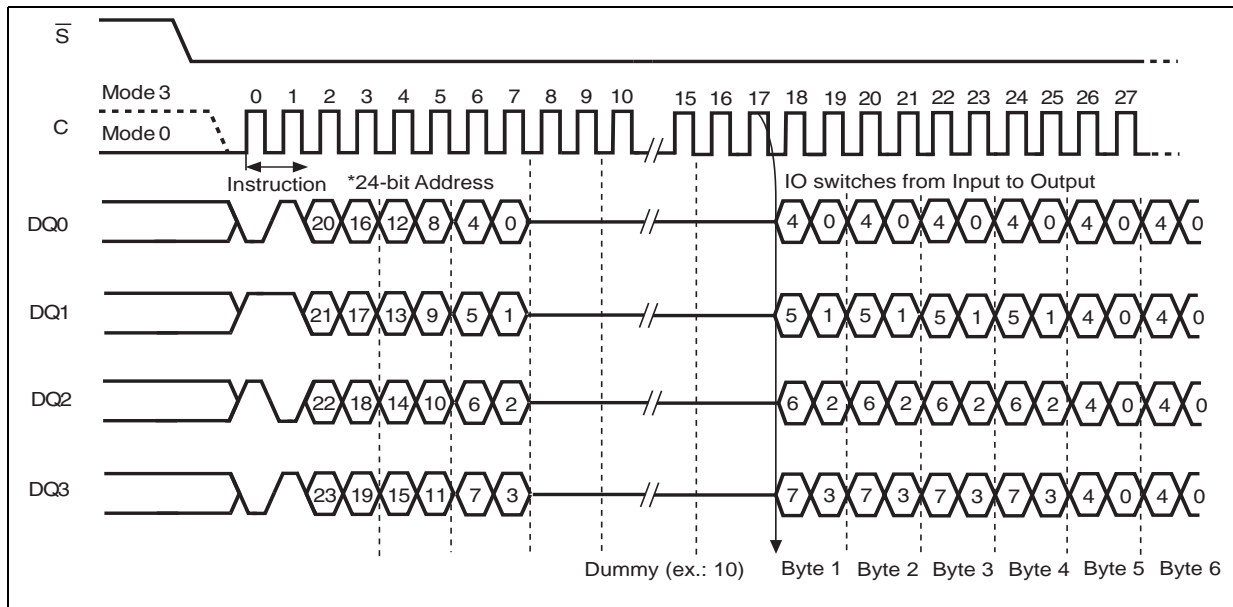 S
Mode 3
0 1 2 3 4 5 6 7 8 9 10 15 16 17 18 19 20 21 22 23 24 25 26 27
C
Mode 0
Instruction *24-bit Address IO switches from Input to Output
DQ0 20 16 12 8 4 0 4 0 4 0 4 0 4 0 4 0 4 0
DQ1 21 17 13 9 5 1 5 1 5 1 5 1 5 1 4 0 4 0
DQ2 22 18 14 10 6 2 6 2 6 2 6 2 6 2 4 0 4 0
DQ3 23 19 15 11 7 3 7 3 7 3 7 3 7 3 4 0 4 0
Dummy (ex.: 10) Byte 1 Byte 2 Byte 3 Byte 4 Byte 5 Byte 6